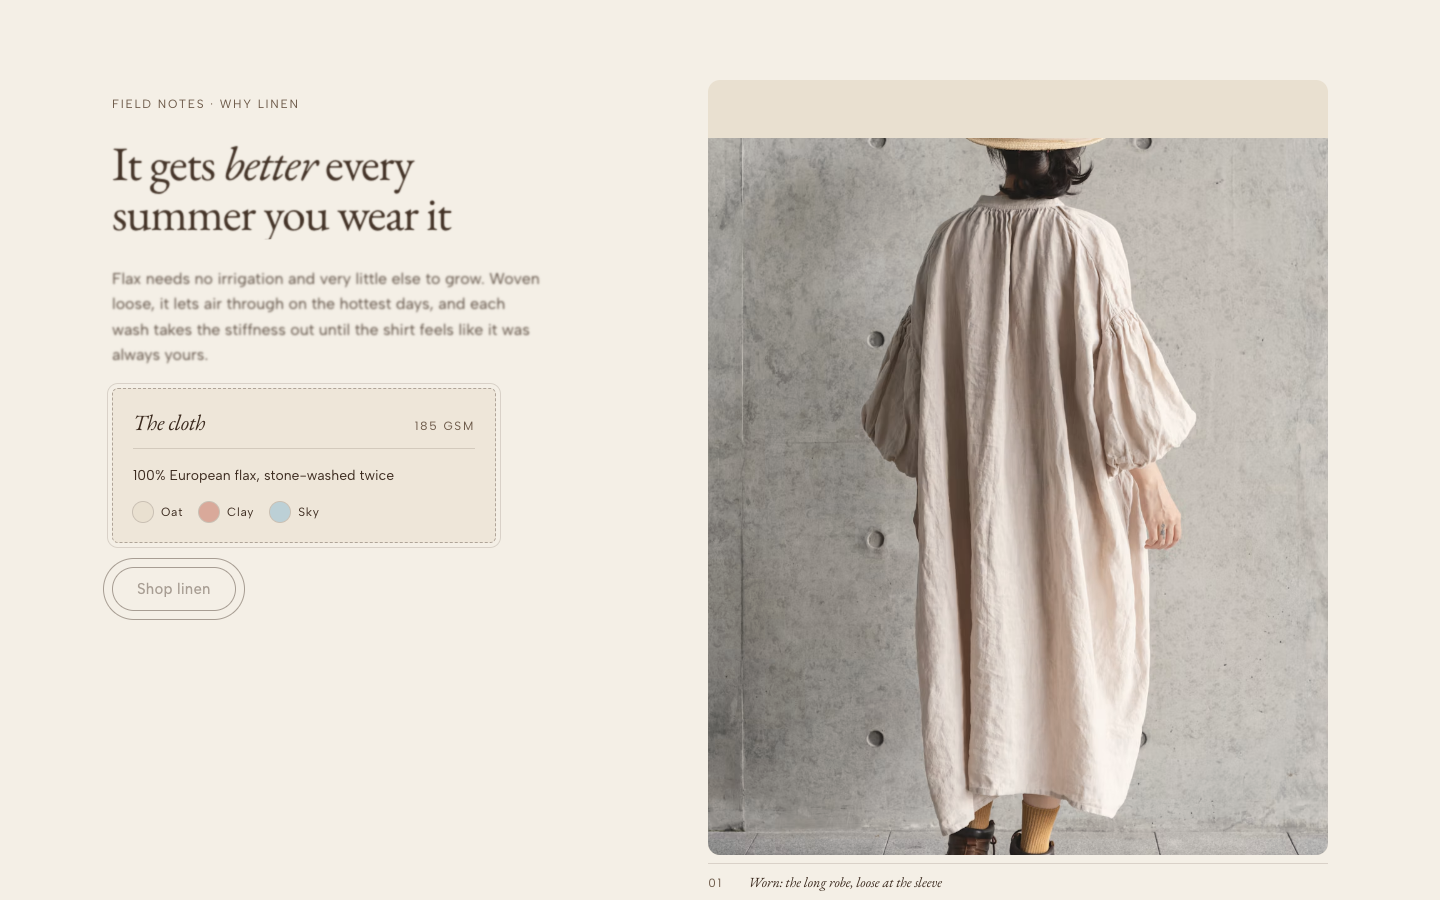 FIELD NOTES · WHY LINEN
It gets better every
summer you wear it
Flax needs no irrigation and very little else to grow. Woven
loose, it lets air through on the hottest days, and each
wash takes the stiffness out until the shirt feels like it was
always yours.
The cloth
185 GSM
100% European flax, stone-washed twice
Oat
Clay
Sky
Shop linen
01
Worn: the long robe, loose at the sleeve